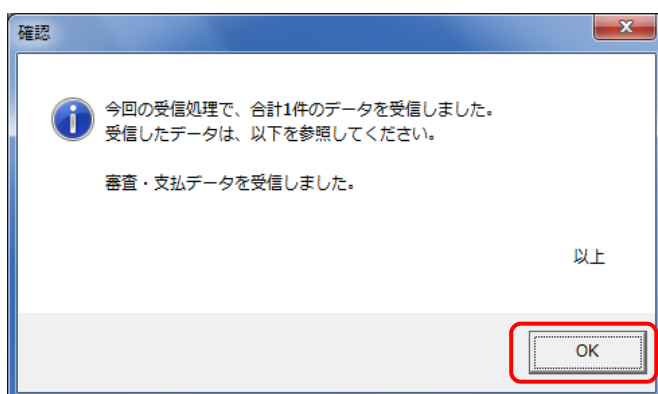 確認
今回の受信処理で、合計1件のデータを受信しました。
受信したデータは、以下を参照してください。
審査・支払データを受信しました。
以上
OK